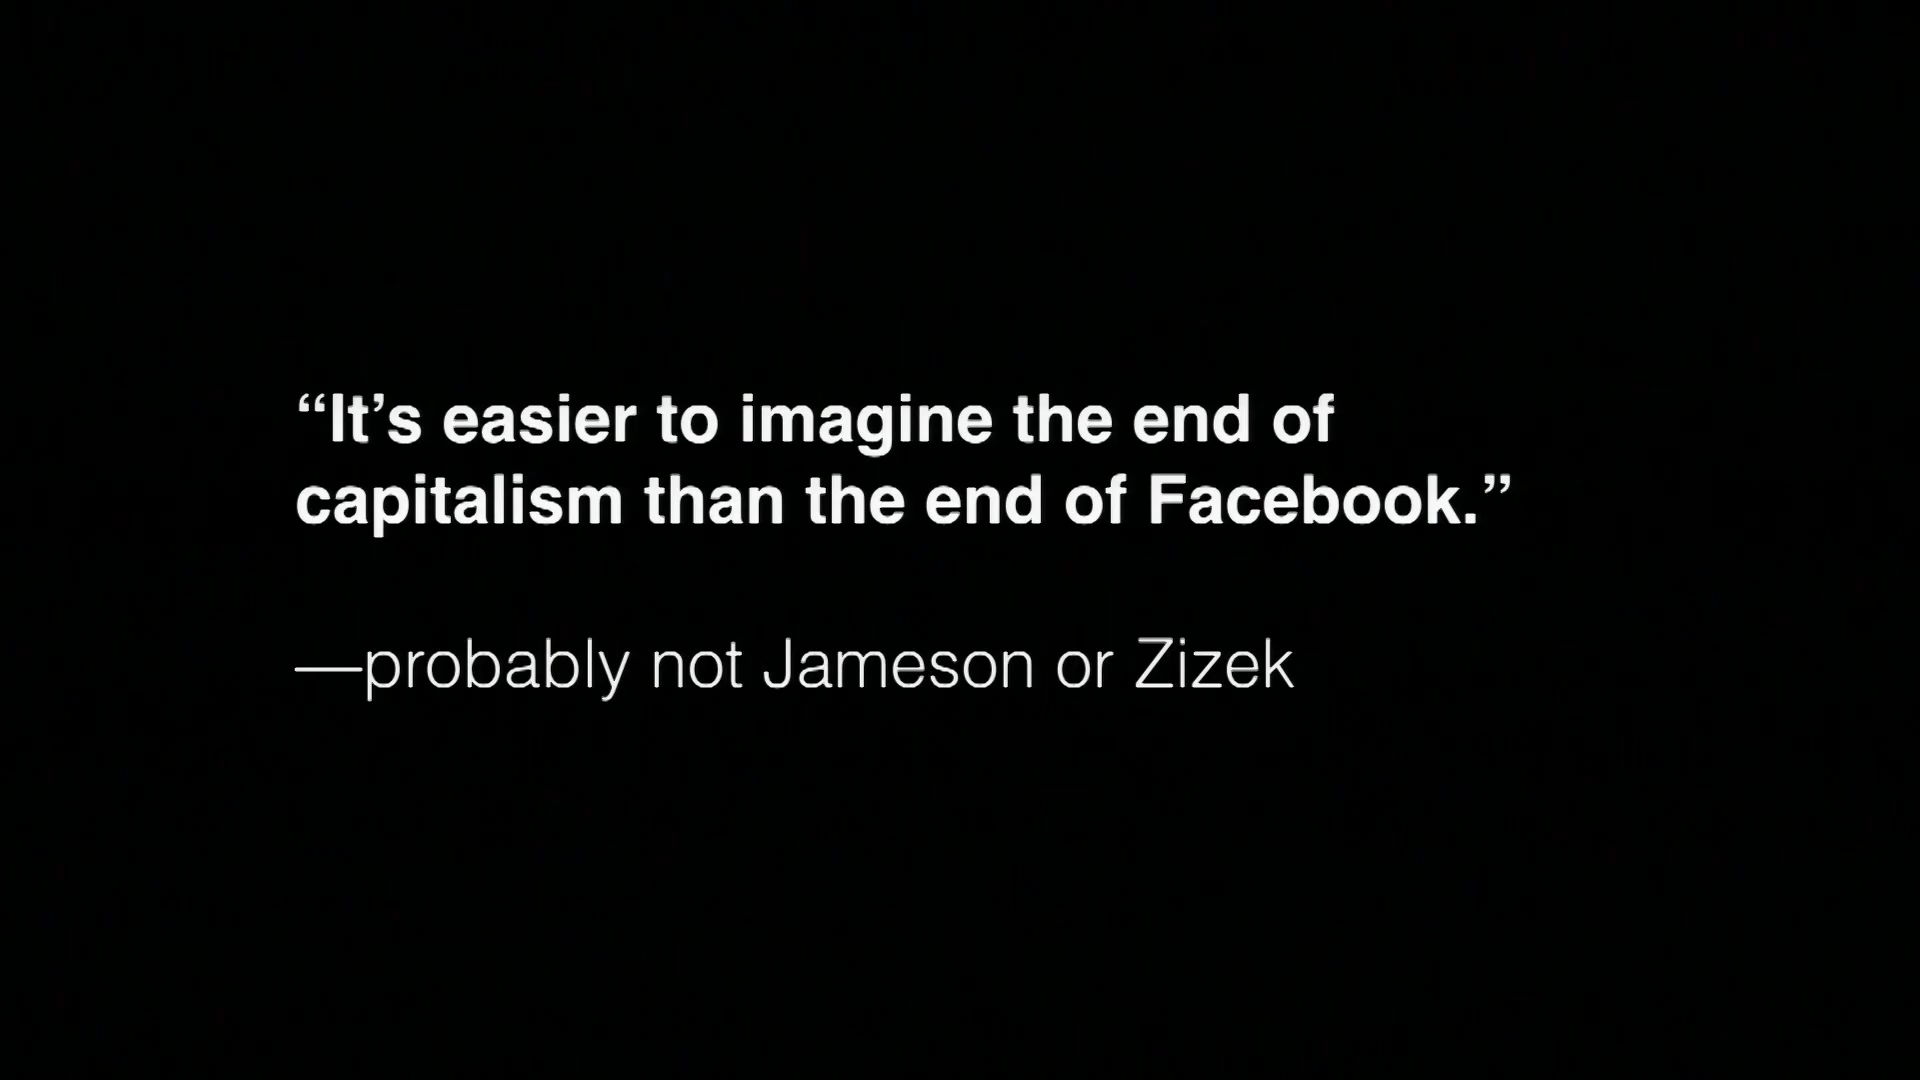 “It’s easier to imagine the end of
capitalism than the end of Facebook.”
—probably not Jameson or Zizek